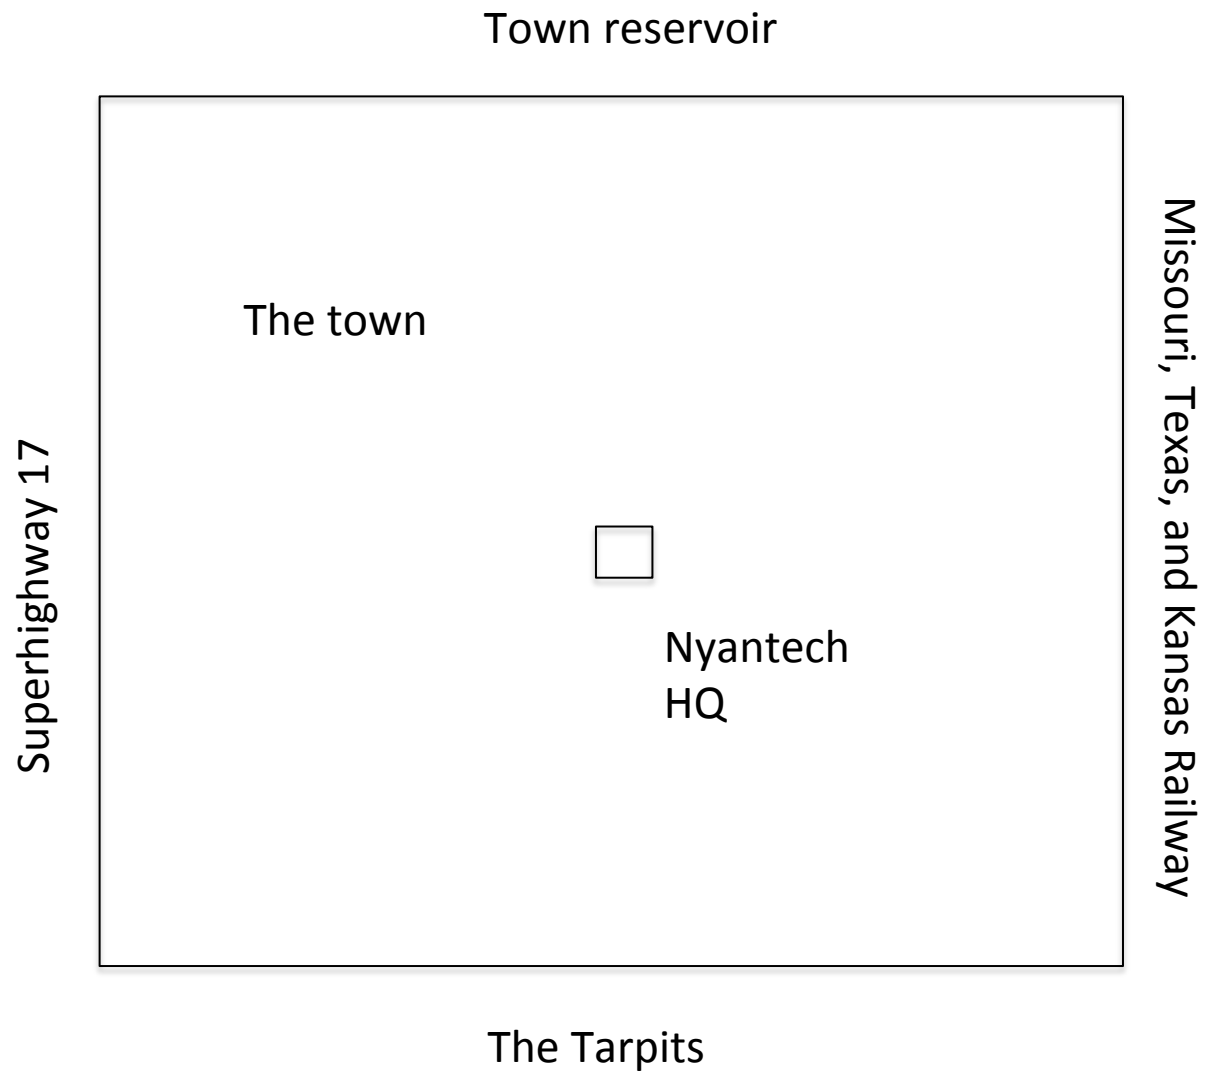 Town reservoir
The town
Superhighway 17
Missouri, Texas, and Kansas Railway
Nyantech
HQ
The Tarpits